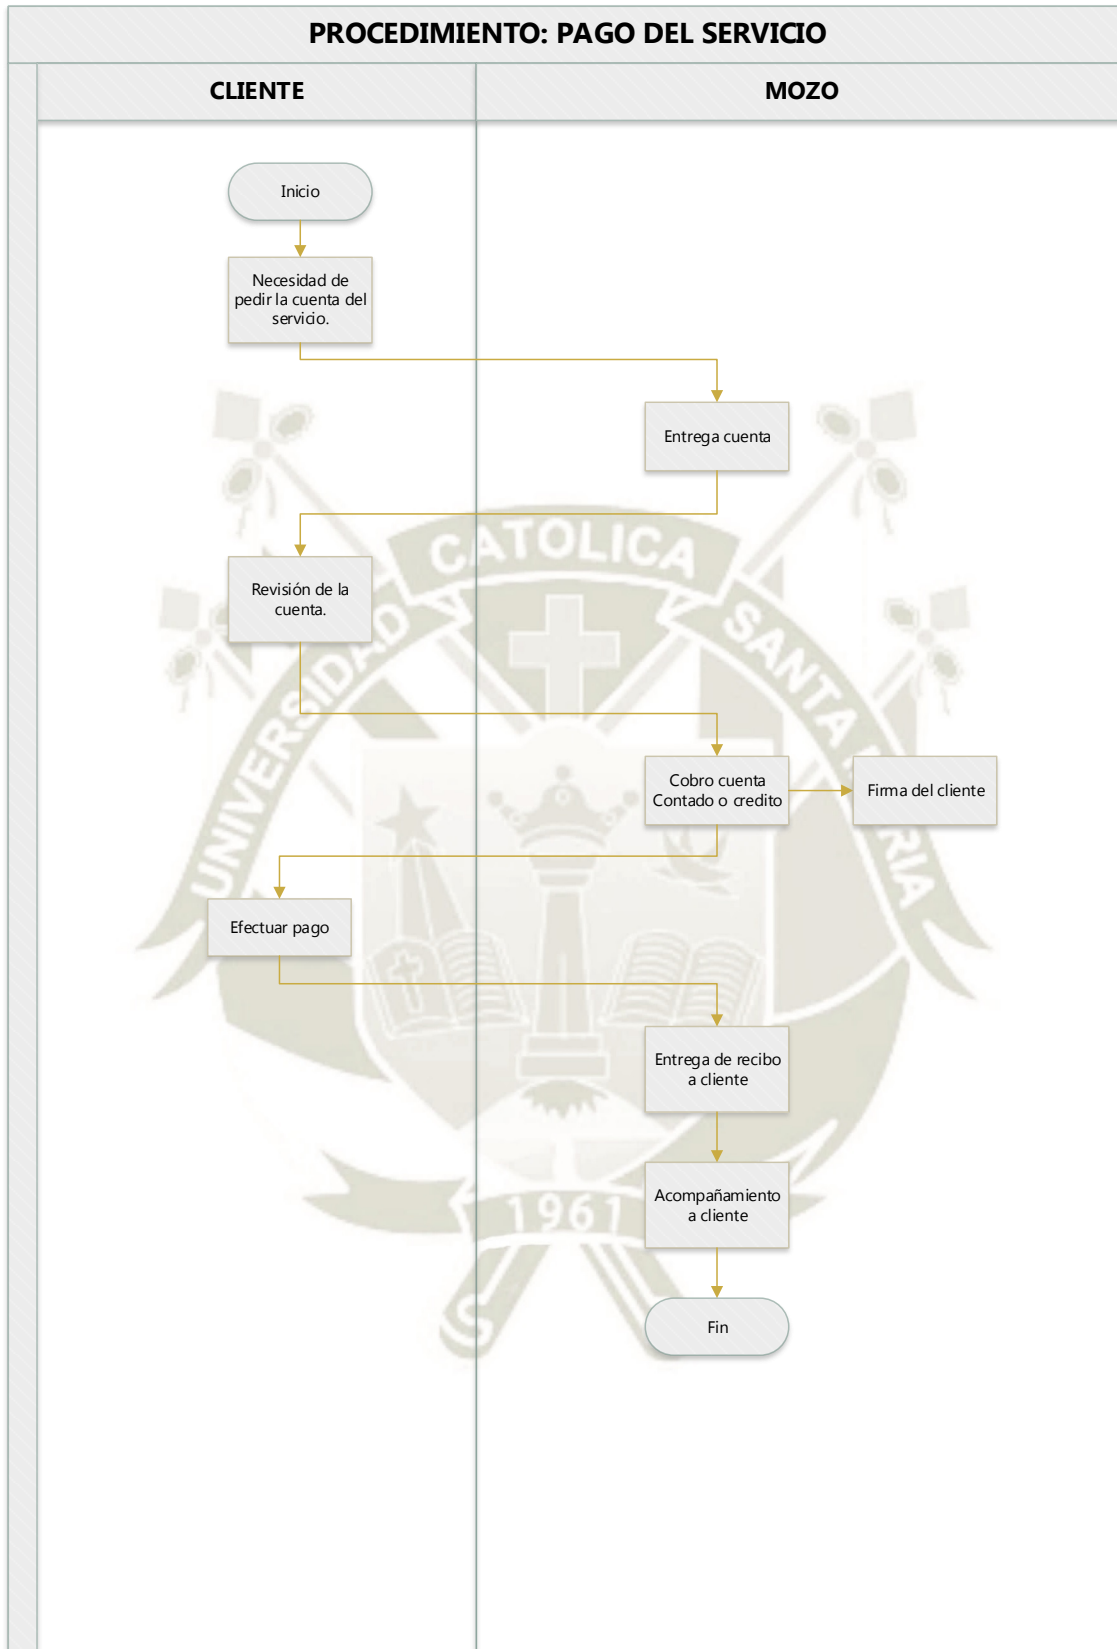 PROCEDIMIENTO: PAGO DEL SERVICIO
CLIENTE
MOZO
Inicio
Necesidad de
pedir la cuenta del
servicio.
Entrega cuenta
Revisión de la
cuenta.
Cobro cuenta
Contado o credito
Firma del cliente
Efectuar pago
Entrega de recibo
a cliente
Acompañamiento
a cliente
Fin
UNIVERSIDAD
CATOLICA
SANTA MARIA
1961